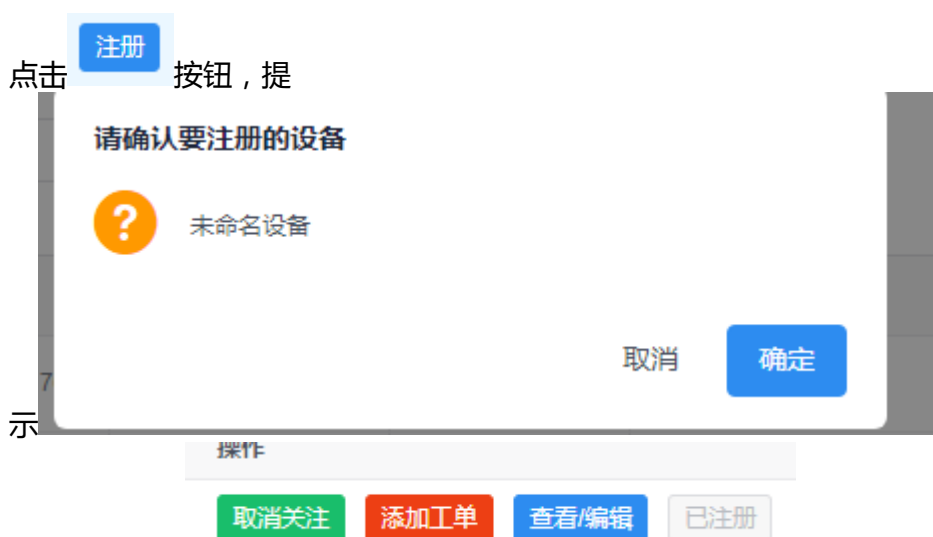 点击 注册 按钮，提
请确认要注册的设备
?
未命名设备
取消 确定
7
示
操作
取消关注 添加工单 查看/编辑 已注册